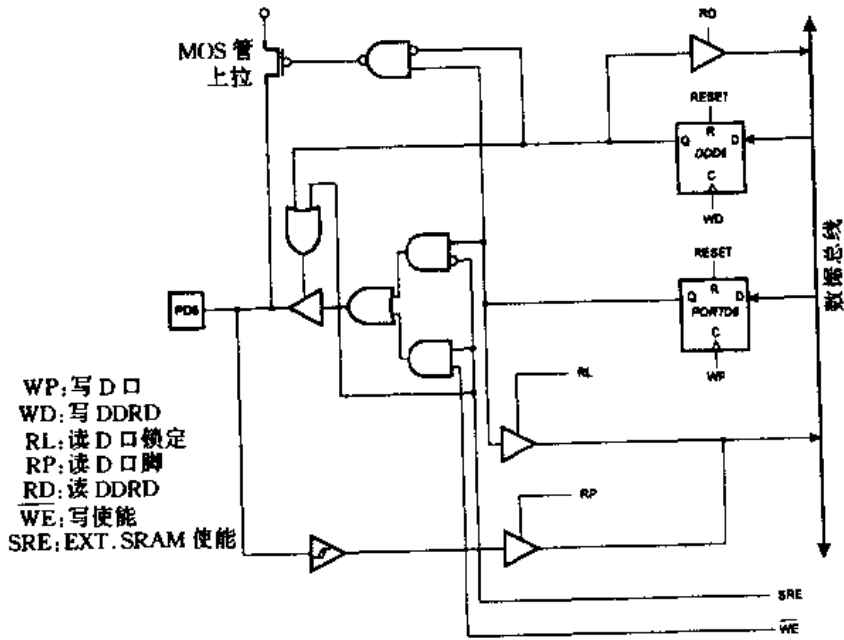 MOS 管
上拉
RD
RESET
R
Q
DDD6
D
C
WD
RESET
R
Q
PORTD6
D
C
WP
数据总线
PD6
RL
RP
WP:写 D 口
WD:写 DDRD
RL:读 D 口锁定
RP:读 D 口脚
RD:读 DDRD
W̅E̅:写使能
SRE:EXT.SRAM 使能
SRE
W̅E̅